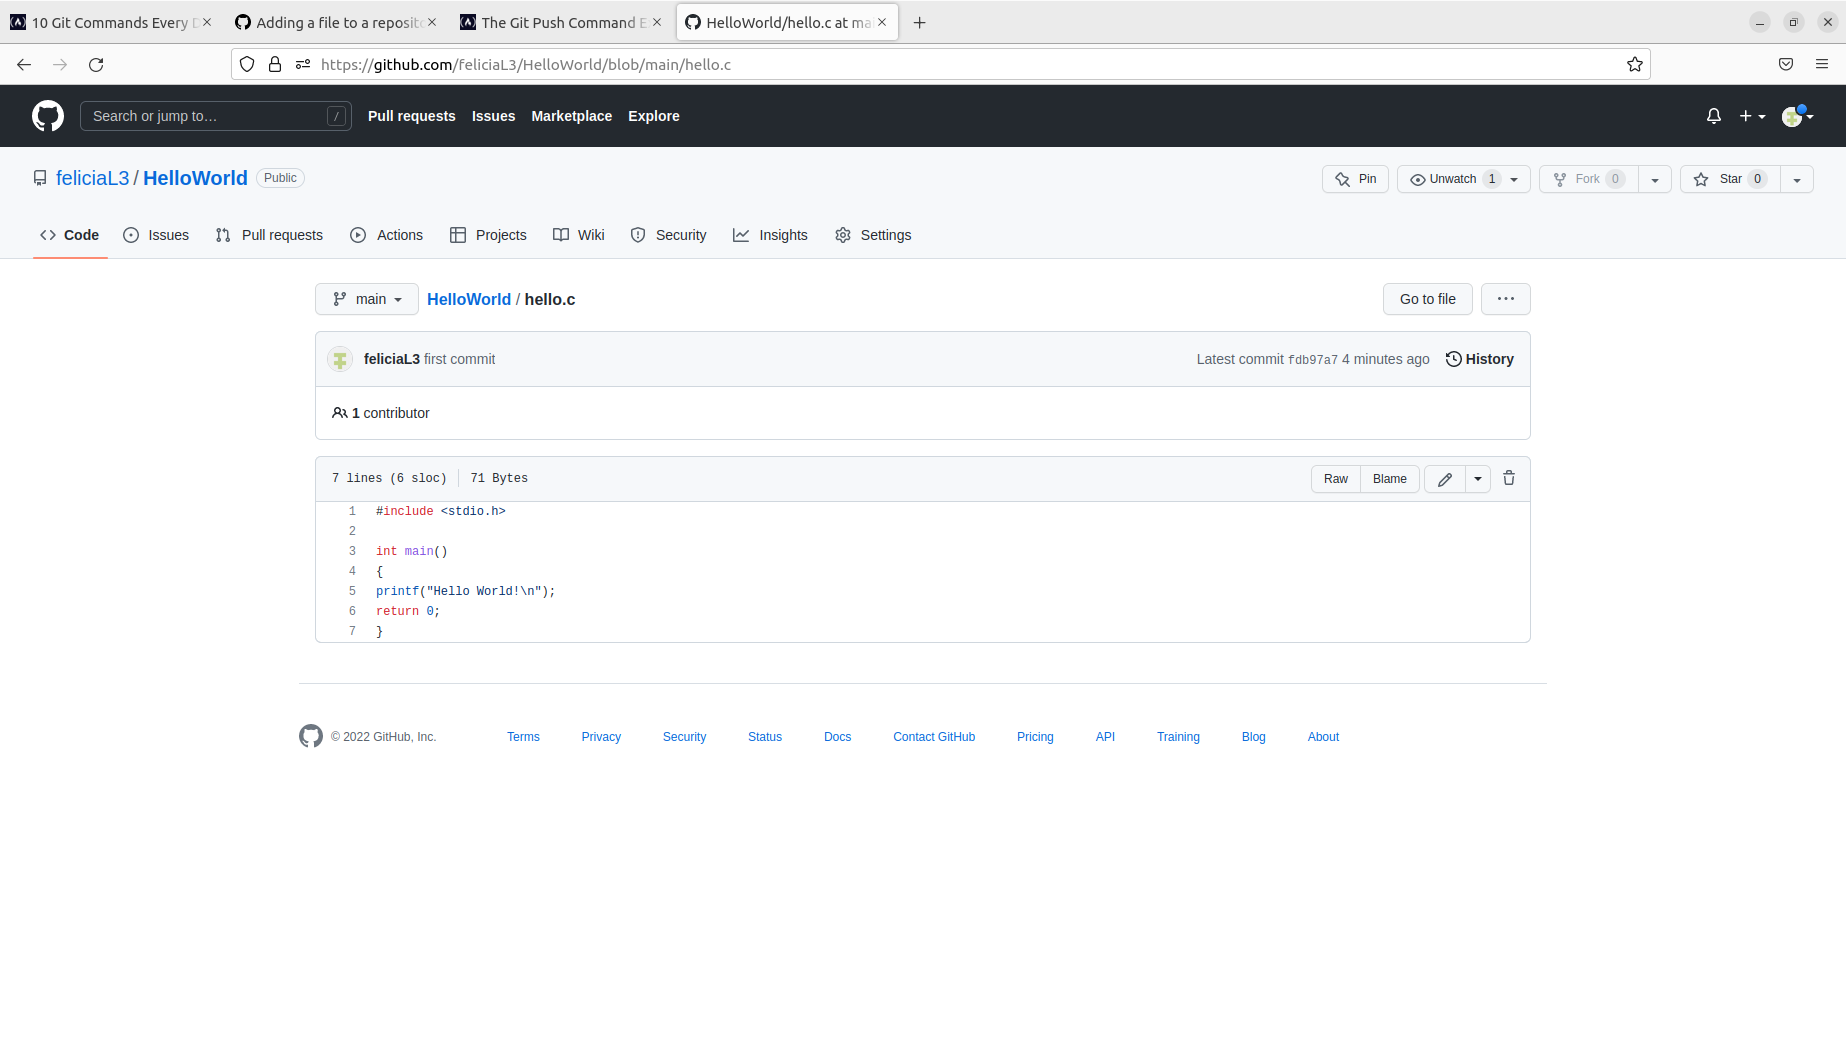 10 Git Commands Every D
Adding a file to a reposito
The Git Push Command E
HelloWorld/hello.c at ma
https://github.com/feliciaL3/HelloWorld/blob/main/hello.c
Search or jump to… /
Pull requests Issues Marketplace Explore
feliciaL3 / HelloWorld Public
Pin Unwatch 1 Fork 0 Star 0
Code Issues Pull requests Actions Projects Wiki Security Insights Settings
main HelloWorld / hello.c Go to file ···
feliciaL3 first commit Latest commit fdb97a7 4 minutes ago History
1 contributor
7 lines (6 sloc) 71 Bytes Raw Blame
1 #include <stdio.h>
2
3 int main()
4 {
5 printf("Hello World!\n");
6 return 0;
7 }
© 2022 GitHub, Inc. Terms Privacy Security Status Docs Contact GitHub Pricing API Training Blog About